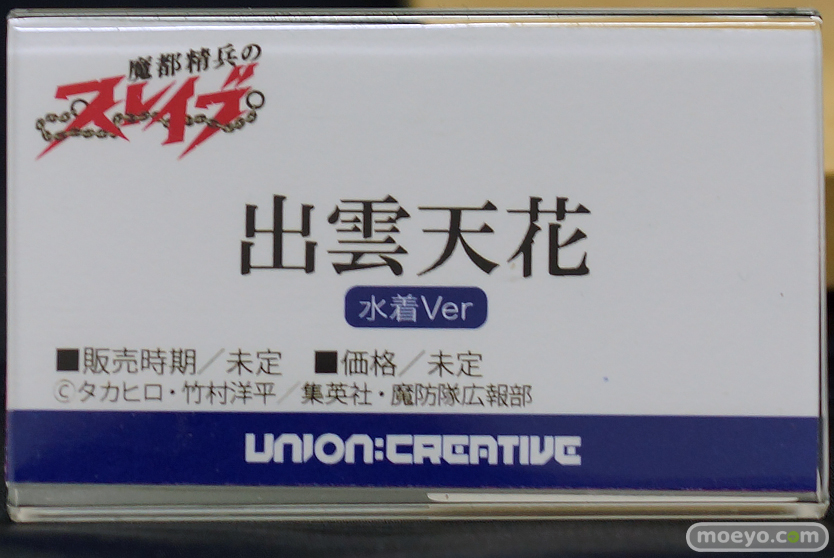 魔都精兵の
スレイブ
出雲天花
水着Ver
■販売時期／未定　■価格／未定
©タカヒロ・竹村洋平／集英社・魔防隊広報部
UNION:CREATIVE
moeyo.com